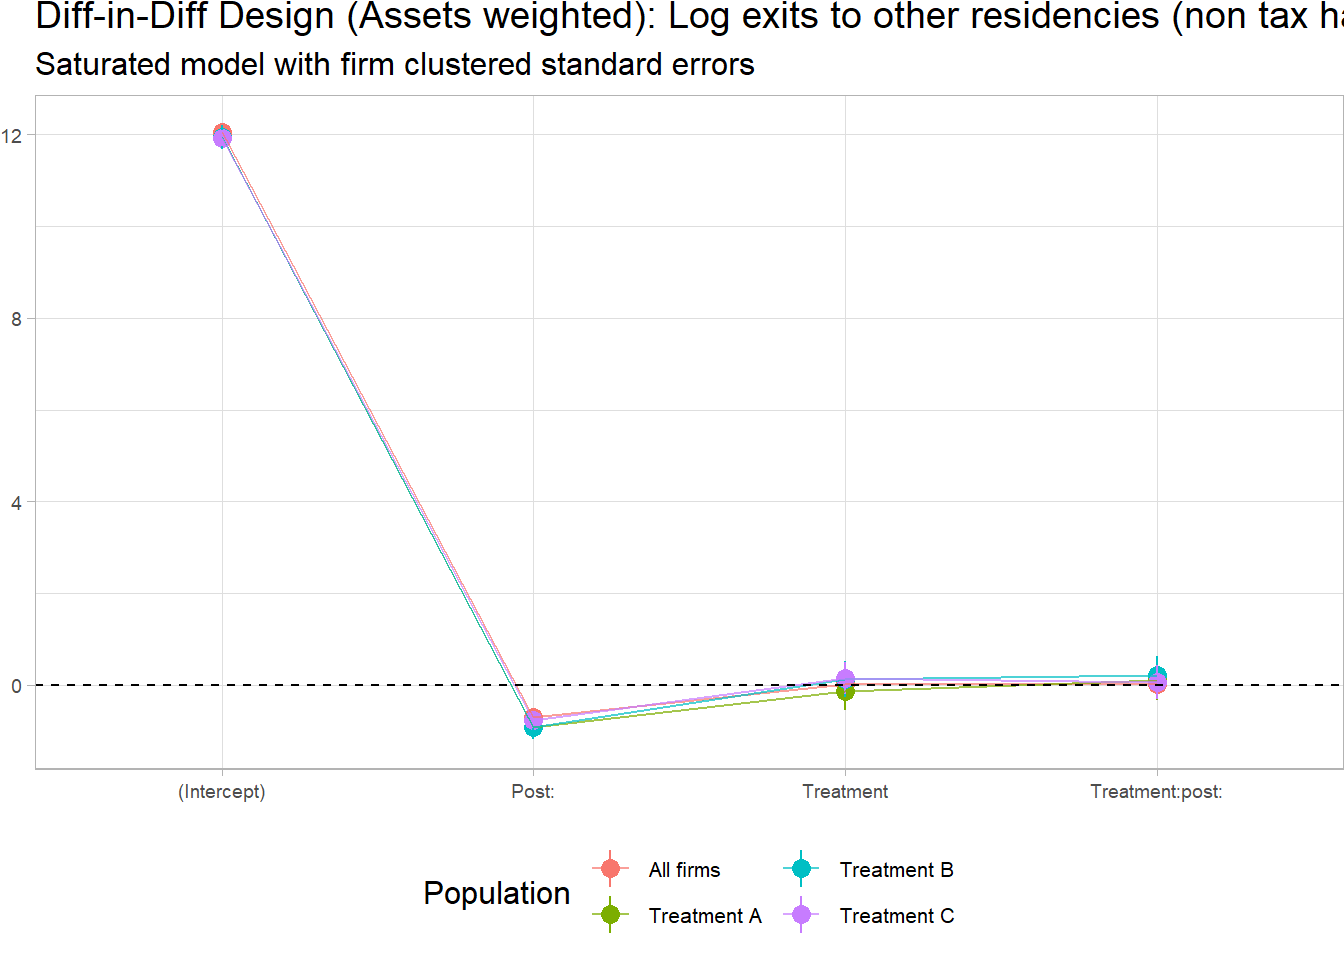 Diff-in-Diff Design (Assets weighted): Log exits to other residencies (non tax
Saturated model with firm clustered standard errors
12
8
4
0
(Intercept) Post: Treatment Treatment:post:
Population
All firms Treatment B
Treatment A Treatment C